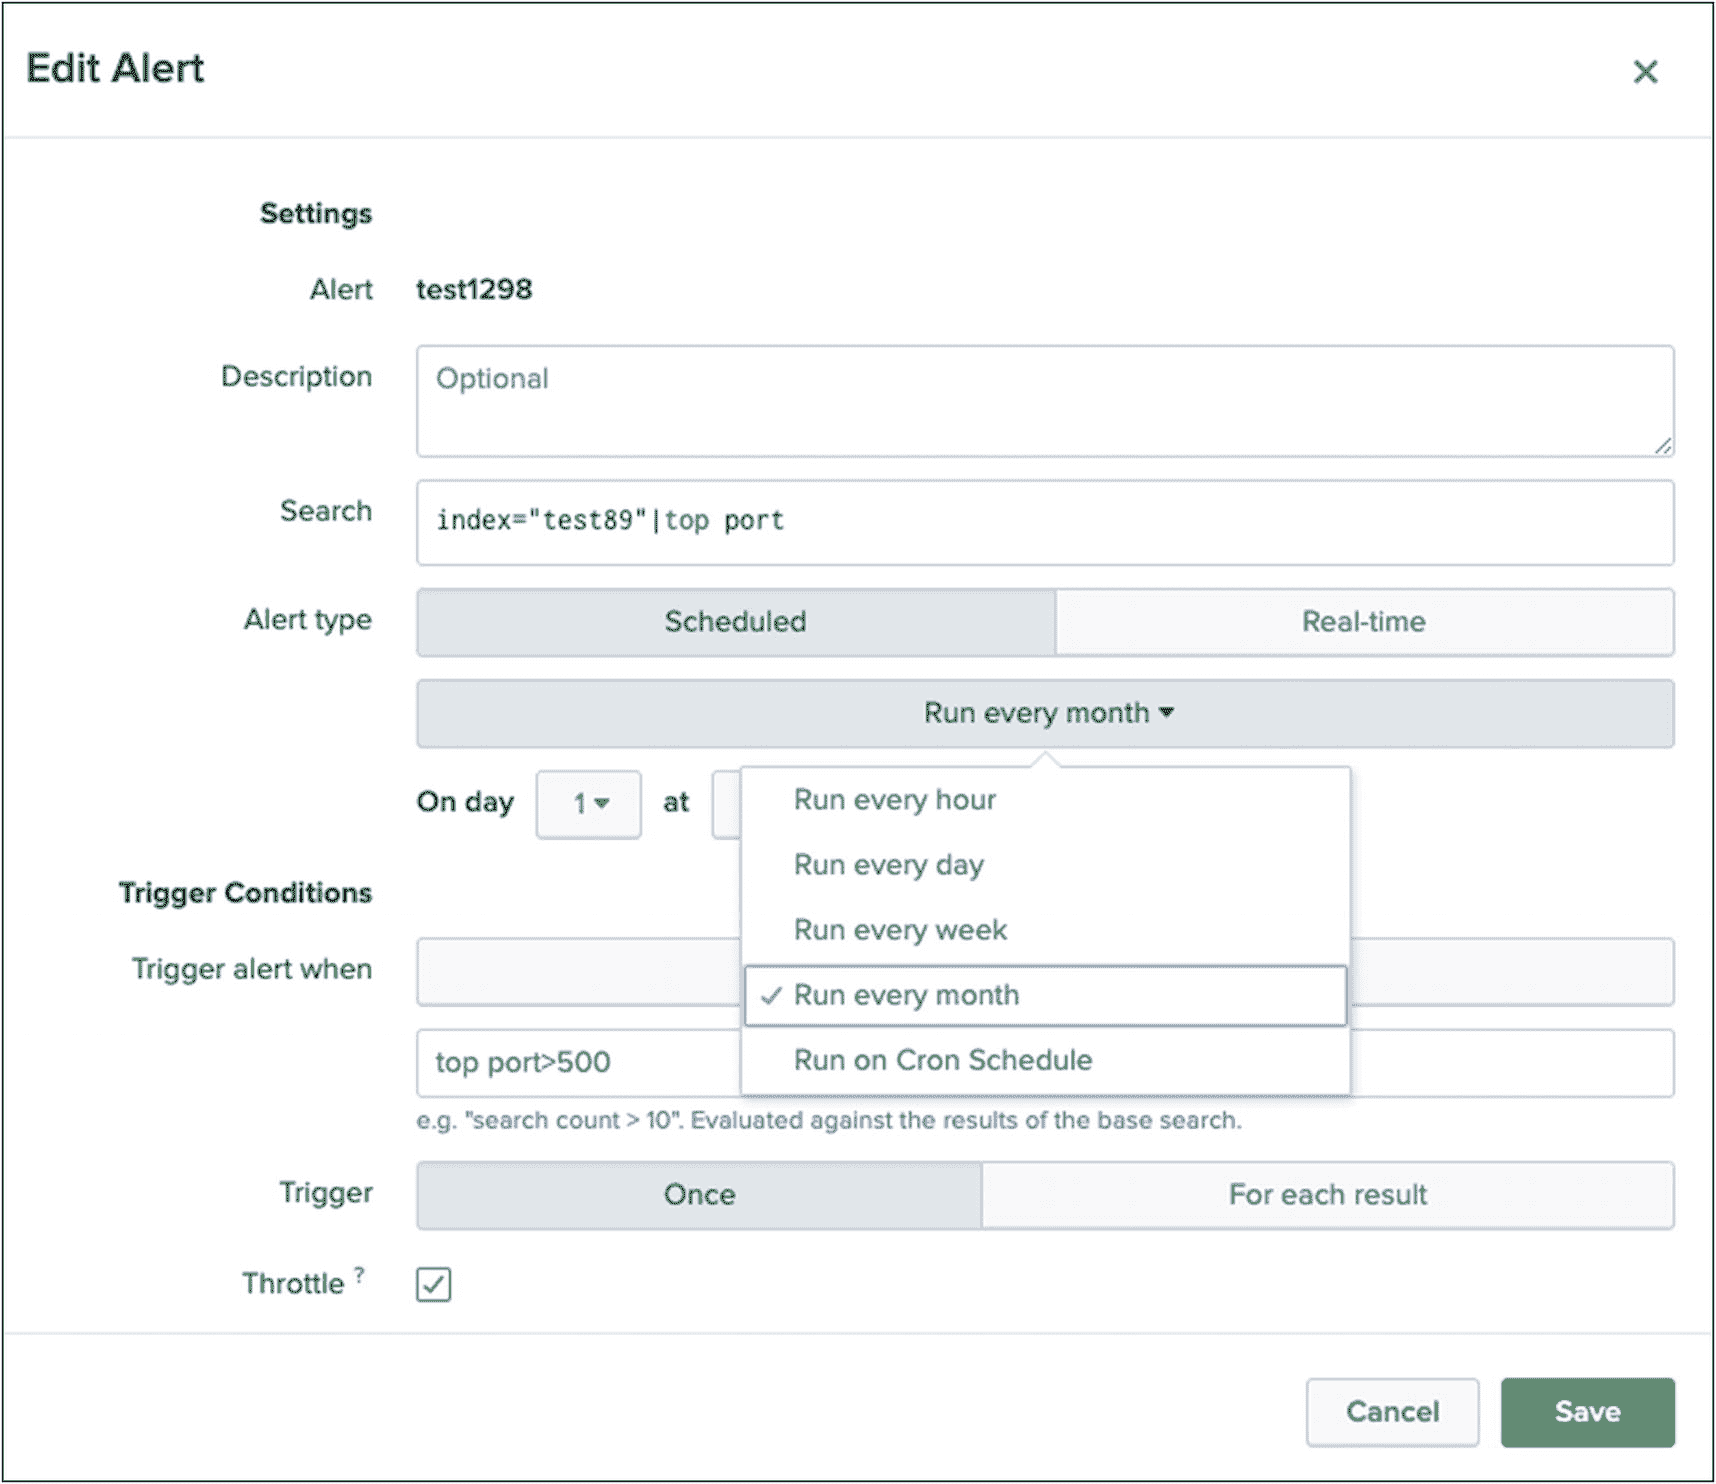 Edit Alert
Settings
Alert test1298
Description Optional
Search index="test89"|top port
Alert type Scheduled Real-time
Run every month
On day 1 at
Run every hour
Run every day
Run every week
Run every month
Run on Cron Schedule
Trigger Conditions
Trigger alert when
top port>500
e.g. "search count > 10". Evaluated against the results of the base search.
Trigger Once For each result
Throttle ?
Cancel Save